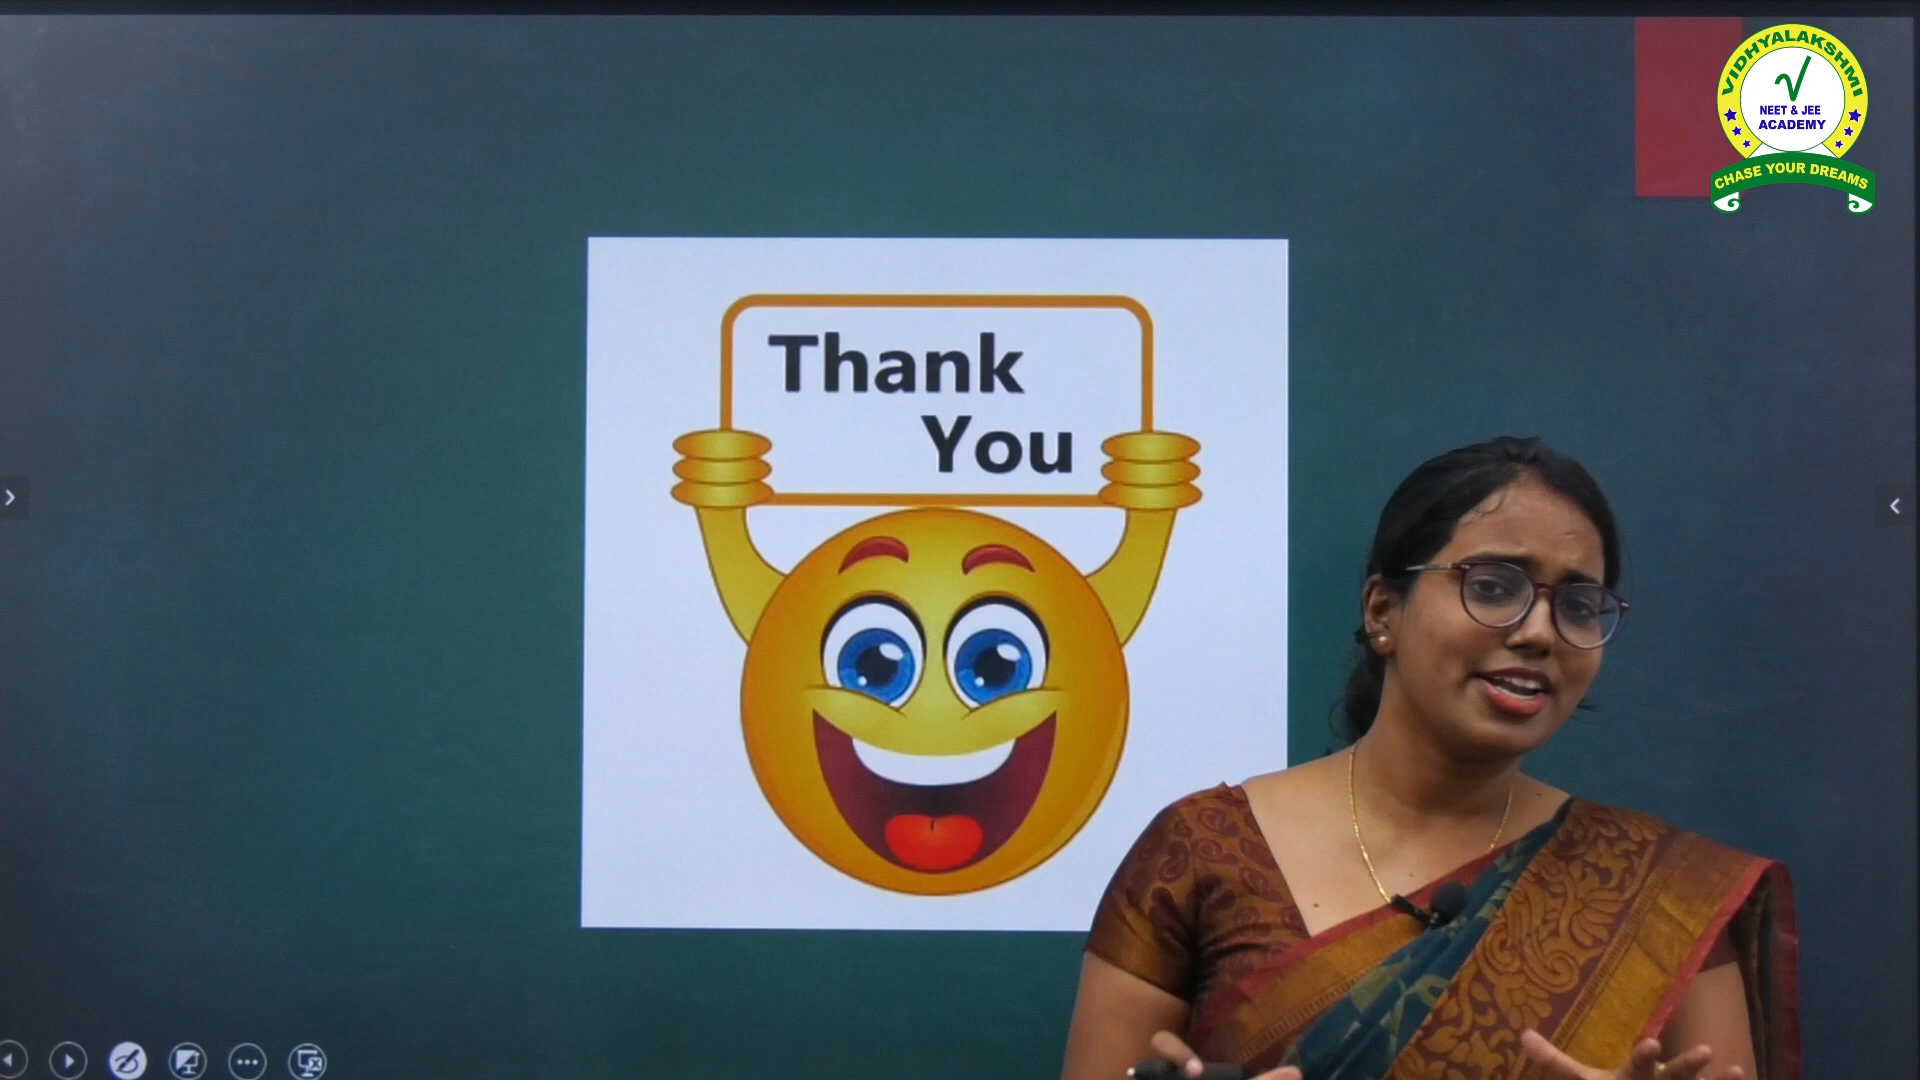 VIDHYALAKSHMI
NEET & JEE
ACADEMY
CHASE YOUR DREAMS
Thank
You